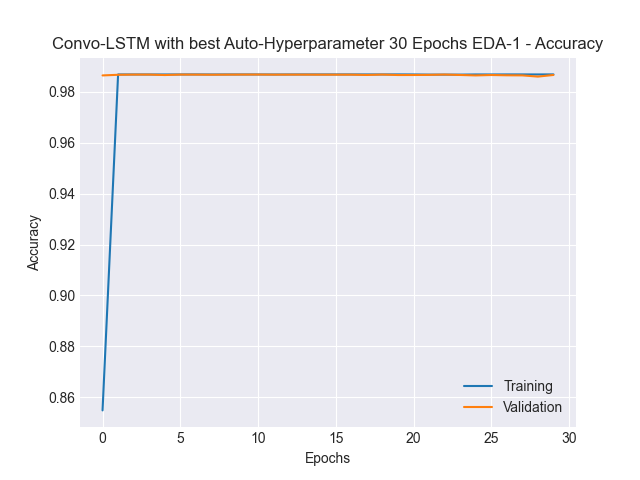 Convo-LSTM with best Auto-Hyperparameter 30 Epochs EDA-1 - Accuracy
0.98
0.96
0.94
0.92
0.90
0.88
0.86
Accuracy
Training
Validation
0 5 10 15 20 25 30
Epochs